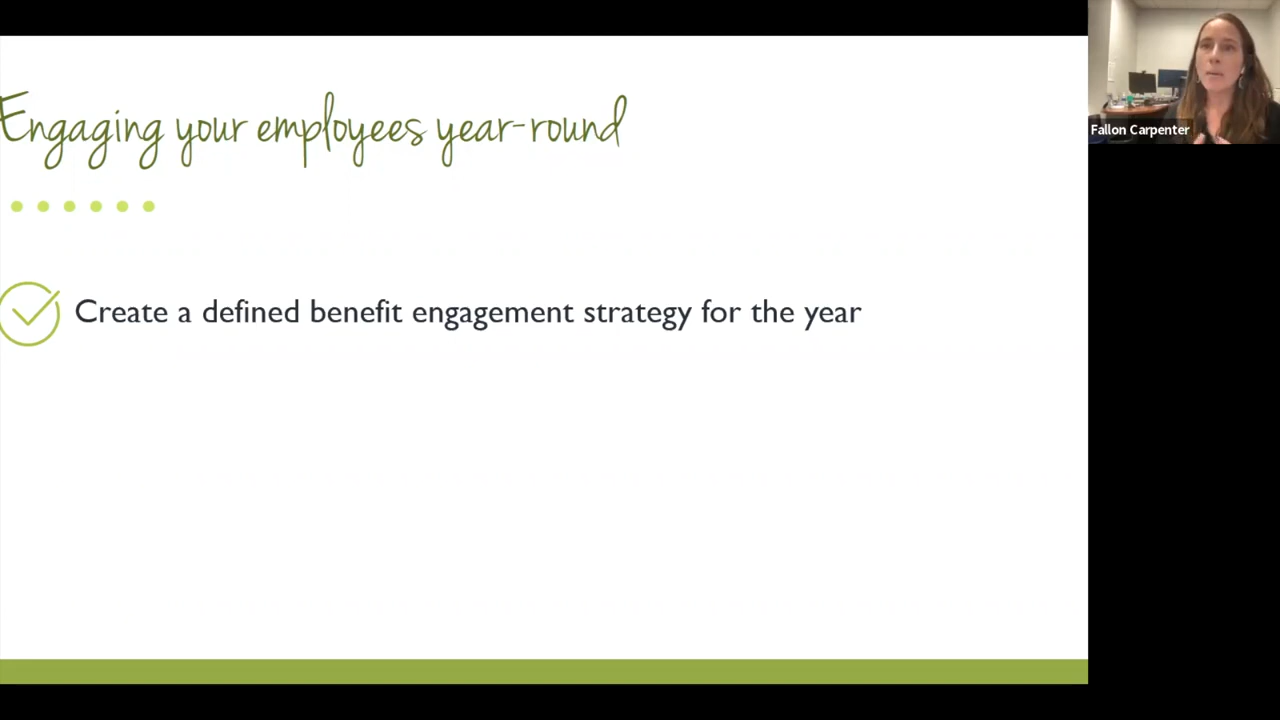 Engaging your employees year-round
Create a defined benefit engagement strategy for the year
Fallon Carpenter